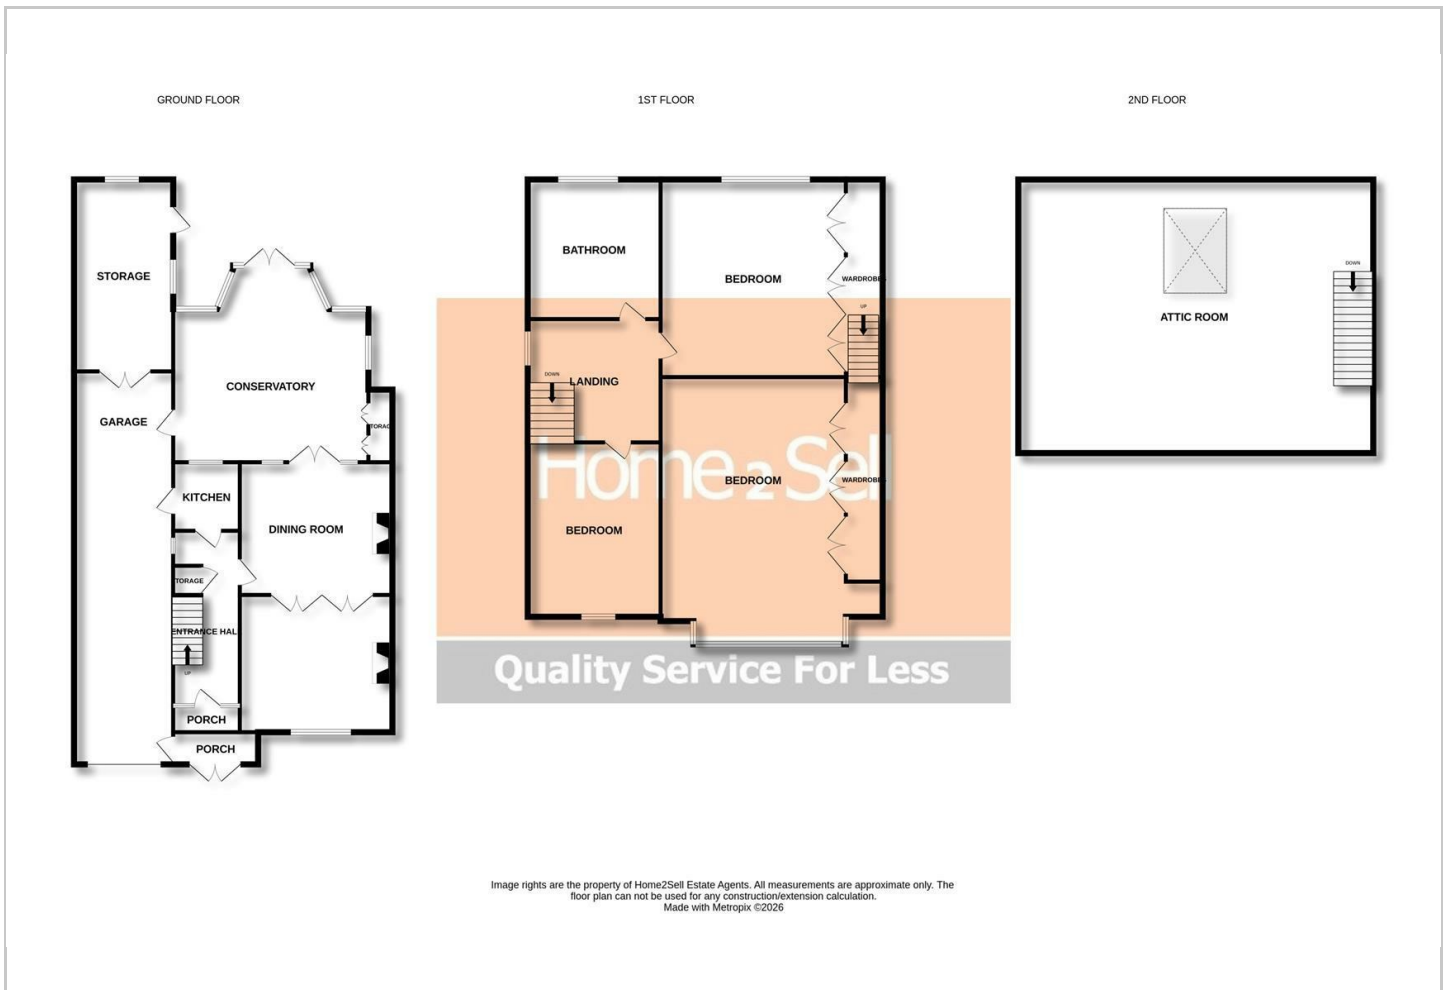 GROUND FLOOR
1ST FLOOR
2ND FLOOR
STORAGE
CONSERVATORY
GARAGE
TORAG
KITCHEN
DINING ROOM
TORAGE
ENTRANCE HAL
UP
PORCH
PORCH
BATHROOM
BEDROOM
WARDROBE
UP
DOWN
LANDING
BEDROOM
WARDROBE
BEDROOM
DOWN
ATTIC ROOM
Home2Sell
Quality Service For Less
Image rights are the property of Home2Sell Estate Agents. All measurements are approximate only. The
floor plan can not be used for any construction/extension calculation.
Made with Metropix ©2026